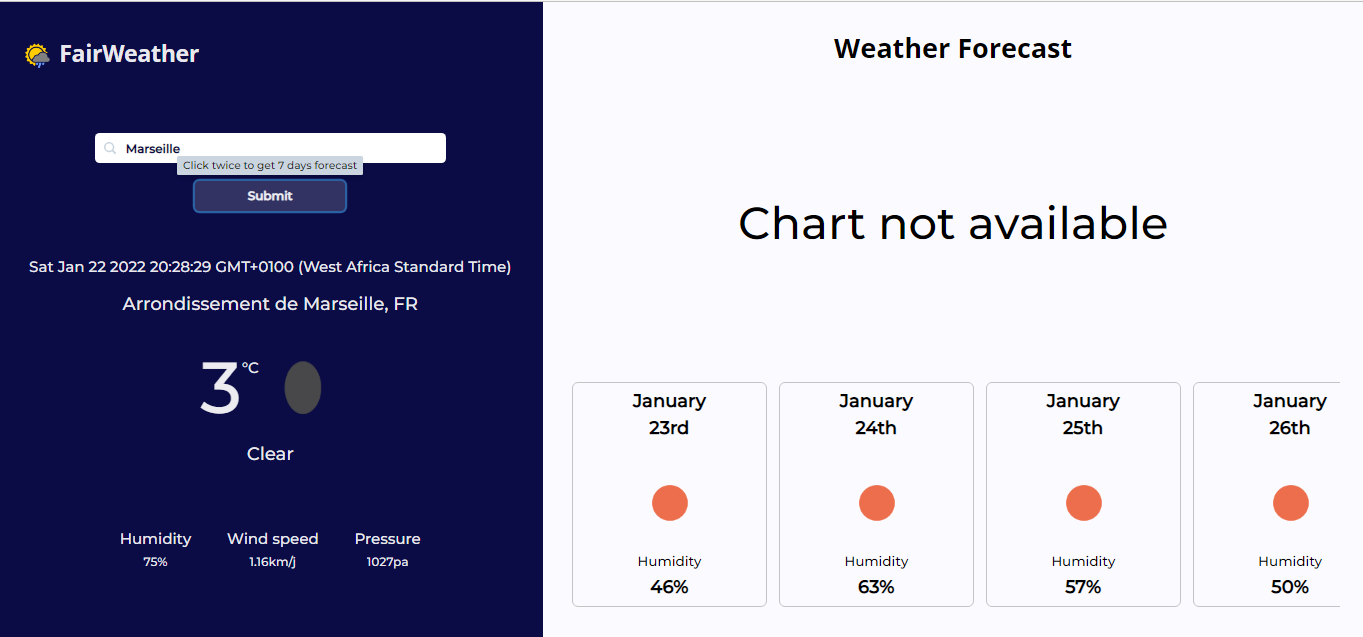 FairWeather
Marseille
Click twice to get 7 days forecast
Submit
Sat Jan 22 2022 20:28:29 GMT+0100 (West Africa Standard Time)
Arrondissement de Marseille, FR
3 °C
Clear
Humidity Wind speed Pressure
75% 1.16km/j 1027pa
Weather Forecast
Chart not available
January
23rd
Humidity
46%
January
24th
Humidity
63%
January
25th
Humidity
57%
January
26th
Humidity
50%